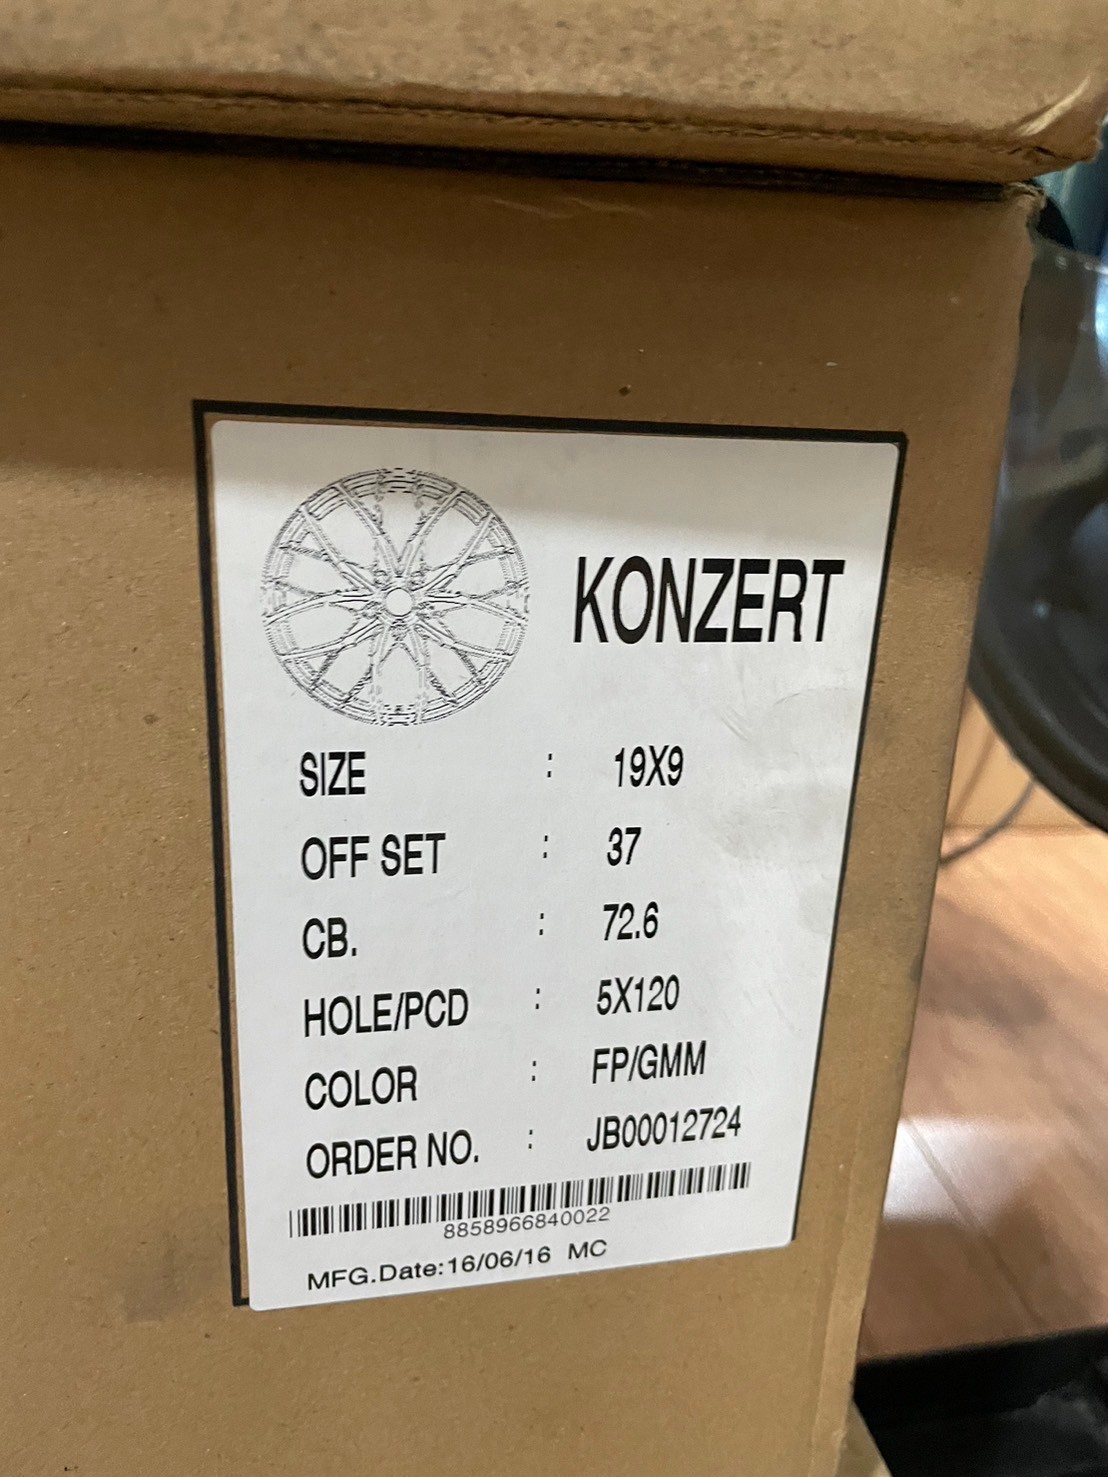 KONZERT
SIZE : 19X9
OFF SET : 37
CB. : 72.6
HOLE/PCD : 5X120
COLOR : FP/GMM
ORDER NO. : JB00012724
8858966840022
MFG.Date:16/06/16 MC